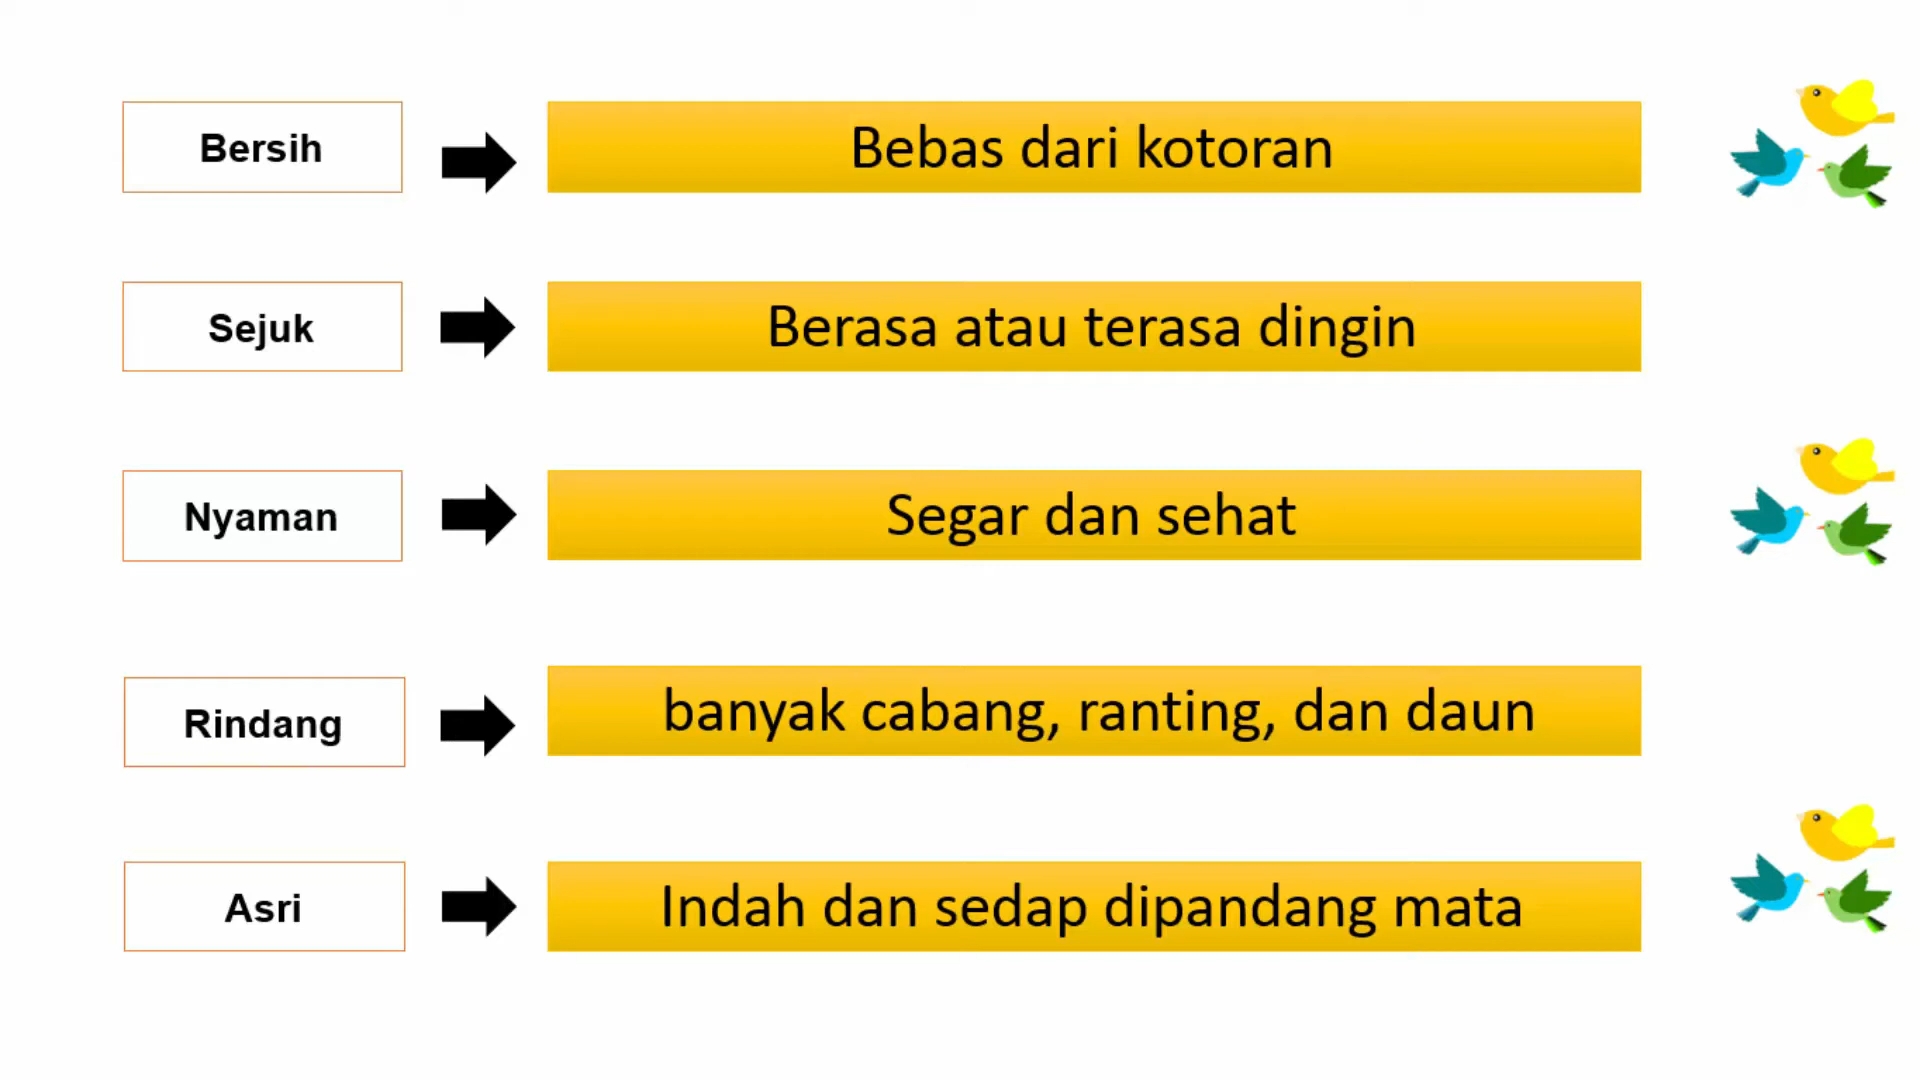 Bersih
Bebas dari kotoran
Sejuk
Berasa atau terasa dingin
Nyaman
Segar dan sehat
Rindang
banyak cabang, ranting, dan daun
Asri
Indah dan sedap dipandang mata